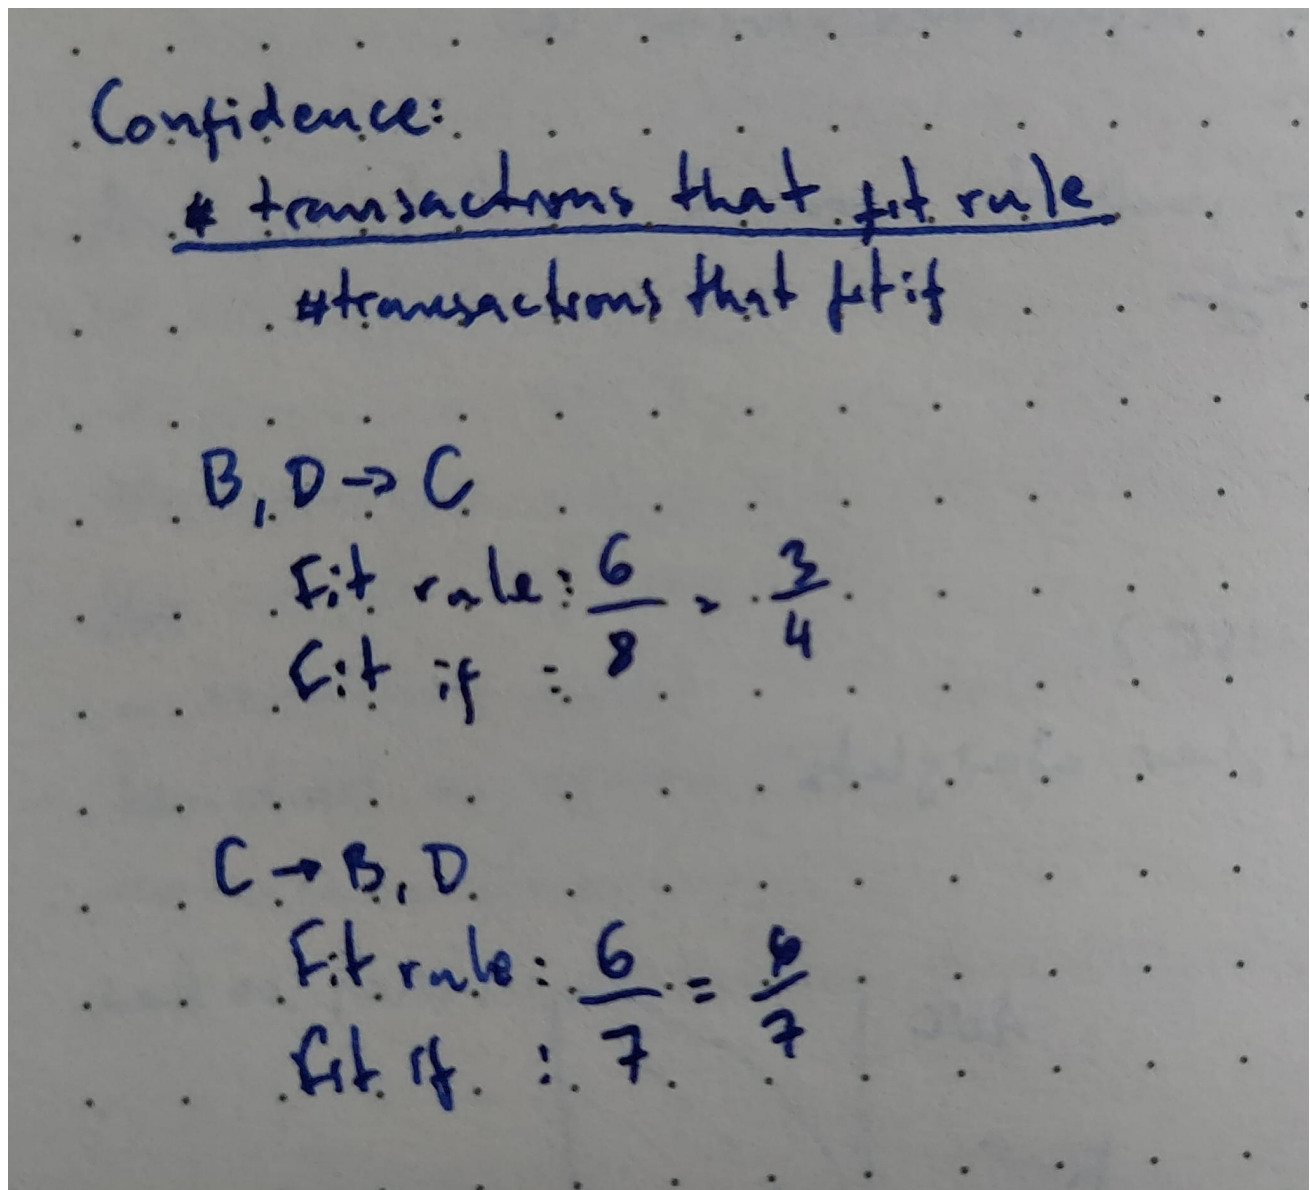 Confidence:
# transactions that fit rule
#transactions that fit if
B, D → C
Fit rule: 6 = 3
Fit if : 8 4
C → B, D
Fit rule: 6 = 6
Fit if : 7 7